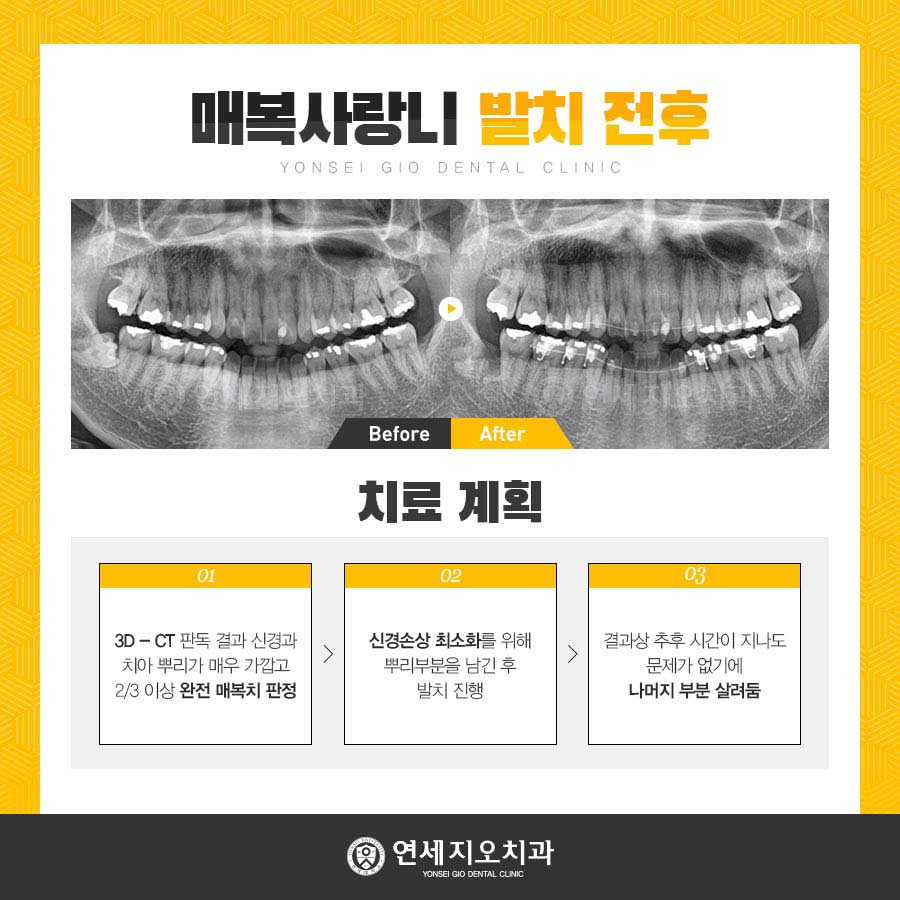 매복사랑니 발치 전후
YONSEI GIO DENTAL CLINIC
Before
After
치료 계획
01
3D – CT 판독 결과 신경과
치아 뿌리가 매우 가깝고
2/3 이상 완전 매복치 판정
02
신경손상 최소화를 위해
뿌리부분을 남긴 후
발치 진행
03
결과상 추후 시간이 지나도
문제가 없기에
나머지 부분 살려둠
연세지오치과
YONSEI GIO DENTAL CLINIC